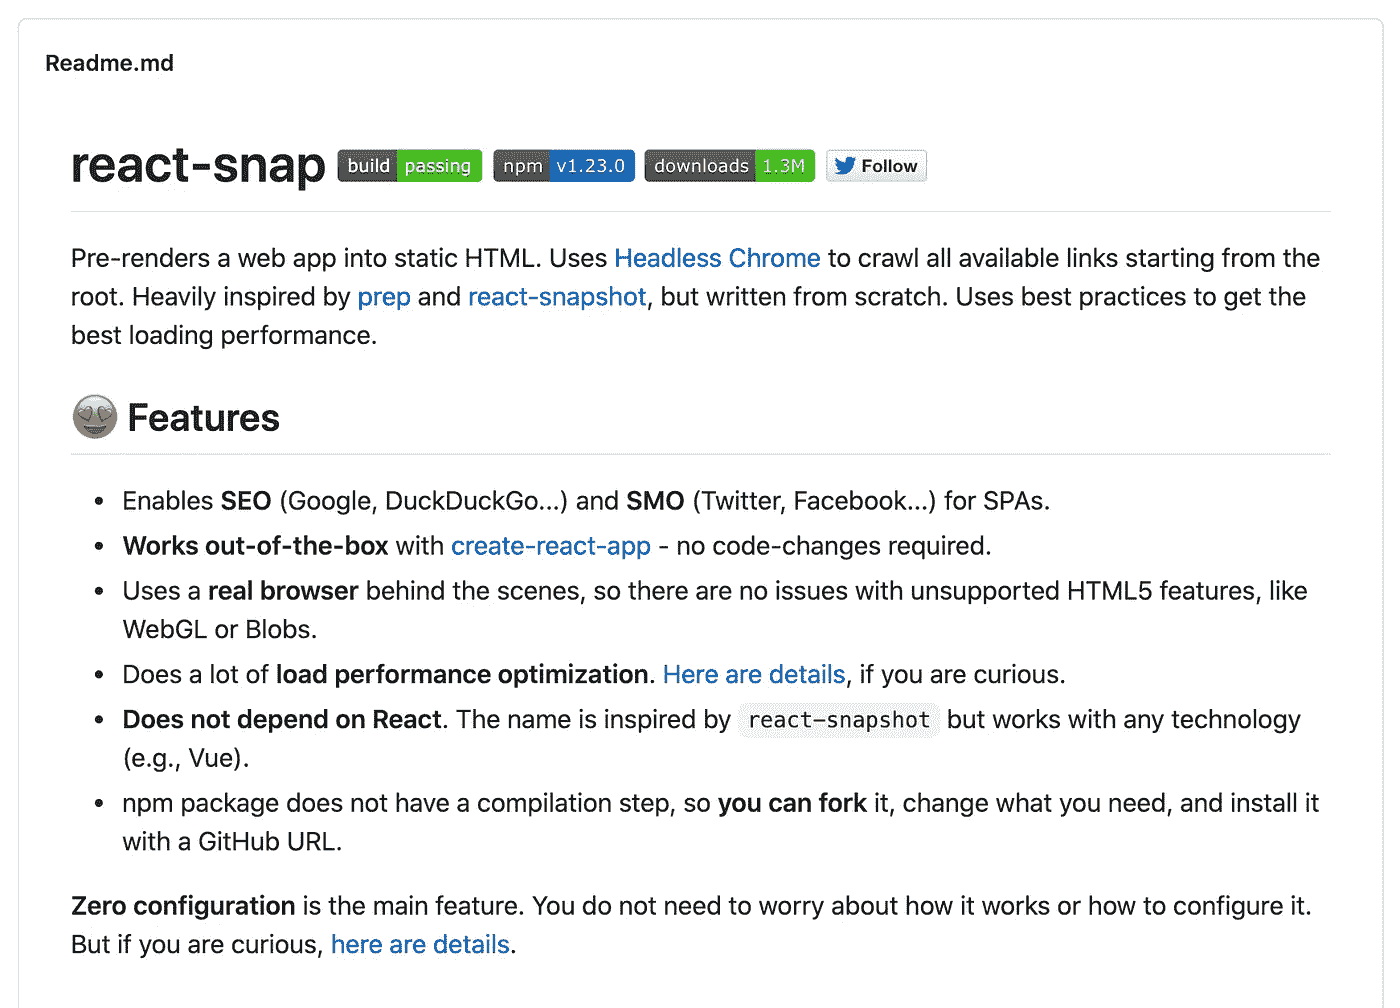 Readme.md
react-snap build passing npm v1.23.0 downloads 1.3M Follow
Pre-renders a web app into static HTML. Uses Headless Chrome to crawl all available links starting from the
root. Heavily inspired by prep and react-snapshot, but written from scratch. Uses best practices to get the
best loading performance.
Features
• Enables SEO (Google, DuckDuckGo...) and SMO (Twitter, Facebook...) for SPAs.
• Works out-of-the-box with create-react-app - no code-changes required.
• Uses a real browser behind the scenes, so there are no issues with unsupported HTML5 features, like
WebGL or Blobs.
• Does a lot of load performance optimization. Here are details, if you are curious.
• Does not depend on React. The name is inspired by react-snapshot but works with any technology
(e.g., Vue).
• npm package does not have a compilation step, so you can fork it, change what you need, and install it
with a GitHub URL.
Zero configuration is the main feature. You do not need to worry about how it works or how to configure it.
But if you are curious, here are details.